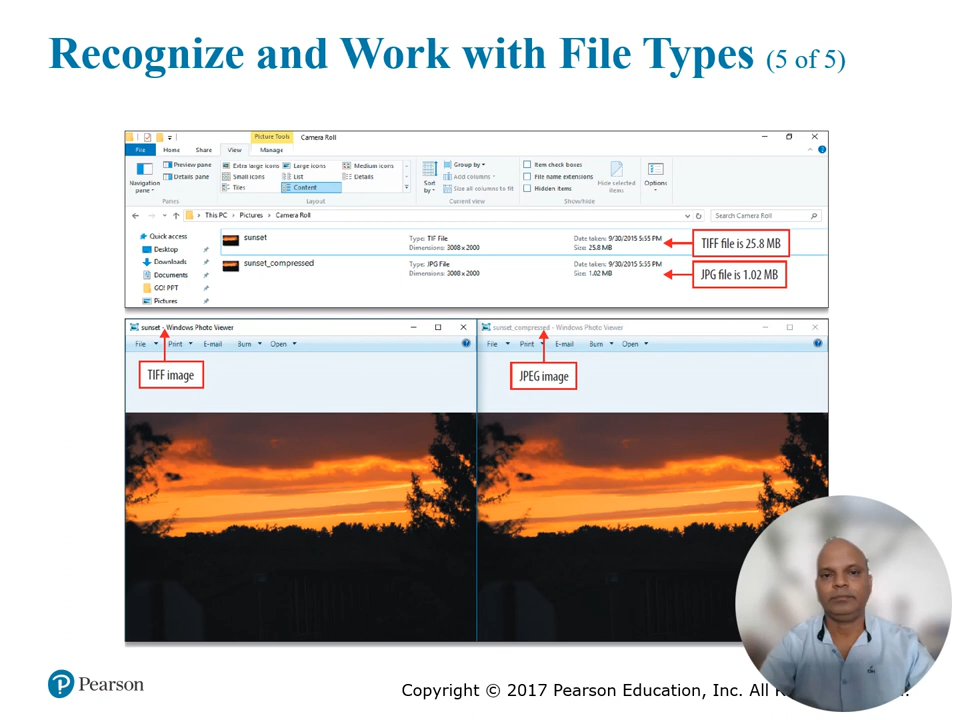 Recognize and Work with File Types (5 of 5)
Picture Tools Camera Roll
File Home Share View Manage
Navigation pane
Preview pane
Details pane
Panes
Extra large icons Large icons Medium icons
Small icons List Details
Tiles Content
Layout
Sort by
Group by
Add columns
Size all columns to fit
Current view
Item check boxes
File name extensions
Hidden items
Hide selected items
Show/hide
Options
This PC > Pictures > Camera Roll
Search Camera Roll
Quick access
Desktop
Downloads
Documents
GO! PPT
Pictures
sunset
Type: TIF File
Dimensions: 3008 x 2000
Date taken: 9/30/2015 5:55 PM
Size: 25.8 MB
TIFF file is 25.8 MB
sunset_compressed
Type: JPG File
Dimensions: 3008 x 2000
Date taken: 9/30/2015 5:55 PM
Size: 1.02 MB
JPG file is 1.02 MB
sunset - Windows Photo Viewer
File Print E-mail Burn Open
TIFF image
sunset_compressed - Windows Photo Viewer
File Print E-mail Burn Open
JPEG image
Pearson
Copyright © 2017 Pearson Education, Inc. All